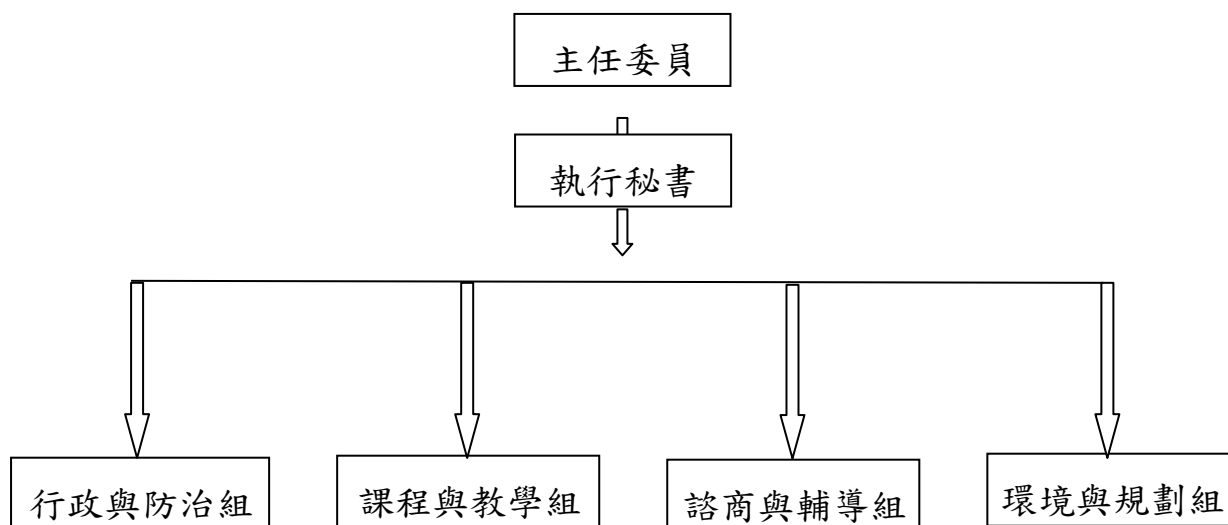 主任委員
執行秘書
行政與防治組
課程與教學組
諮商與輔導組
環境與規劃組